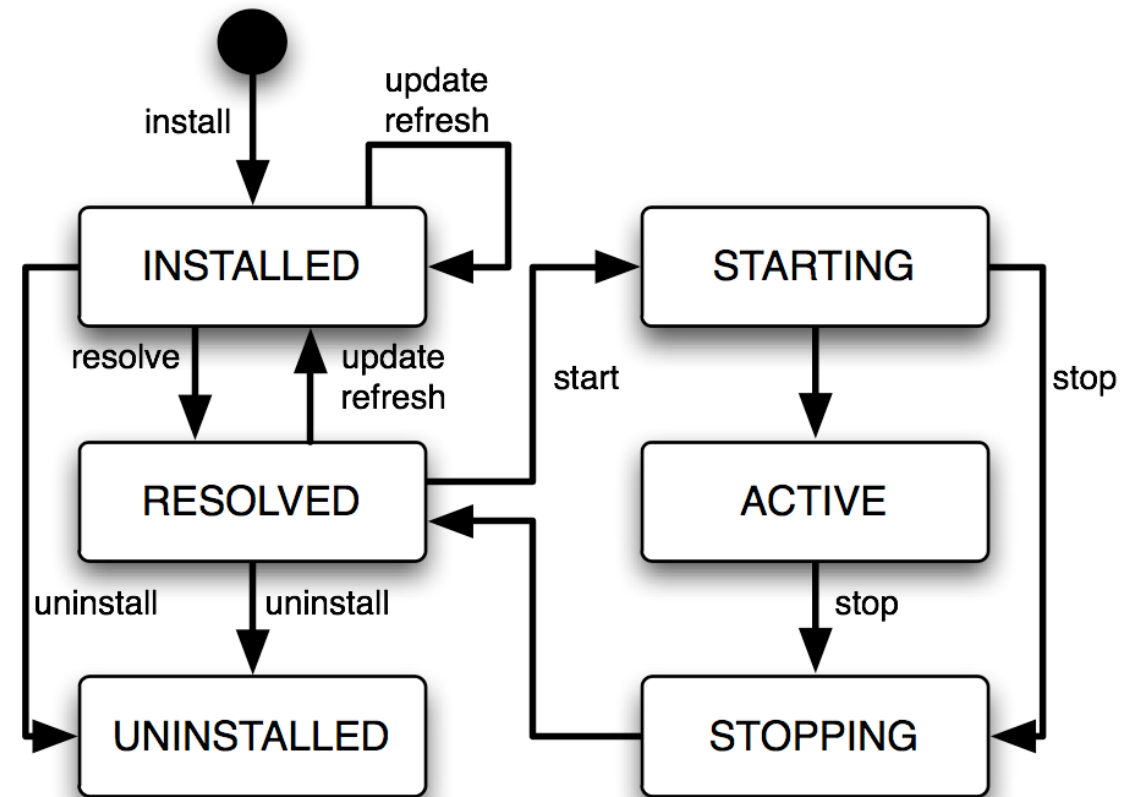 update
refresh
install
INSTALLED
STARTING
resolve
update
refresh
start
stop
RESOLVED
ACTIVE
uninstall
uninstall
stop
UNINSTALLED
STOPPING